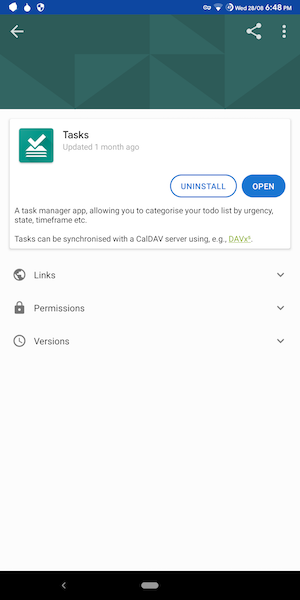 Wed 28/08 6:48 PM
Tasks
Updated 1 month ago
UNINSTALL
OPEN
A task manager app, allowing you to categorise your todo list by urgency,
state, timeframe etc.
Tasks can be synchronised with a CalDAV server using, e.g., DAVx⁵.
Links
Permissions
Versions